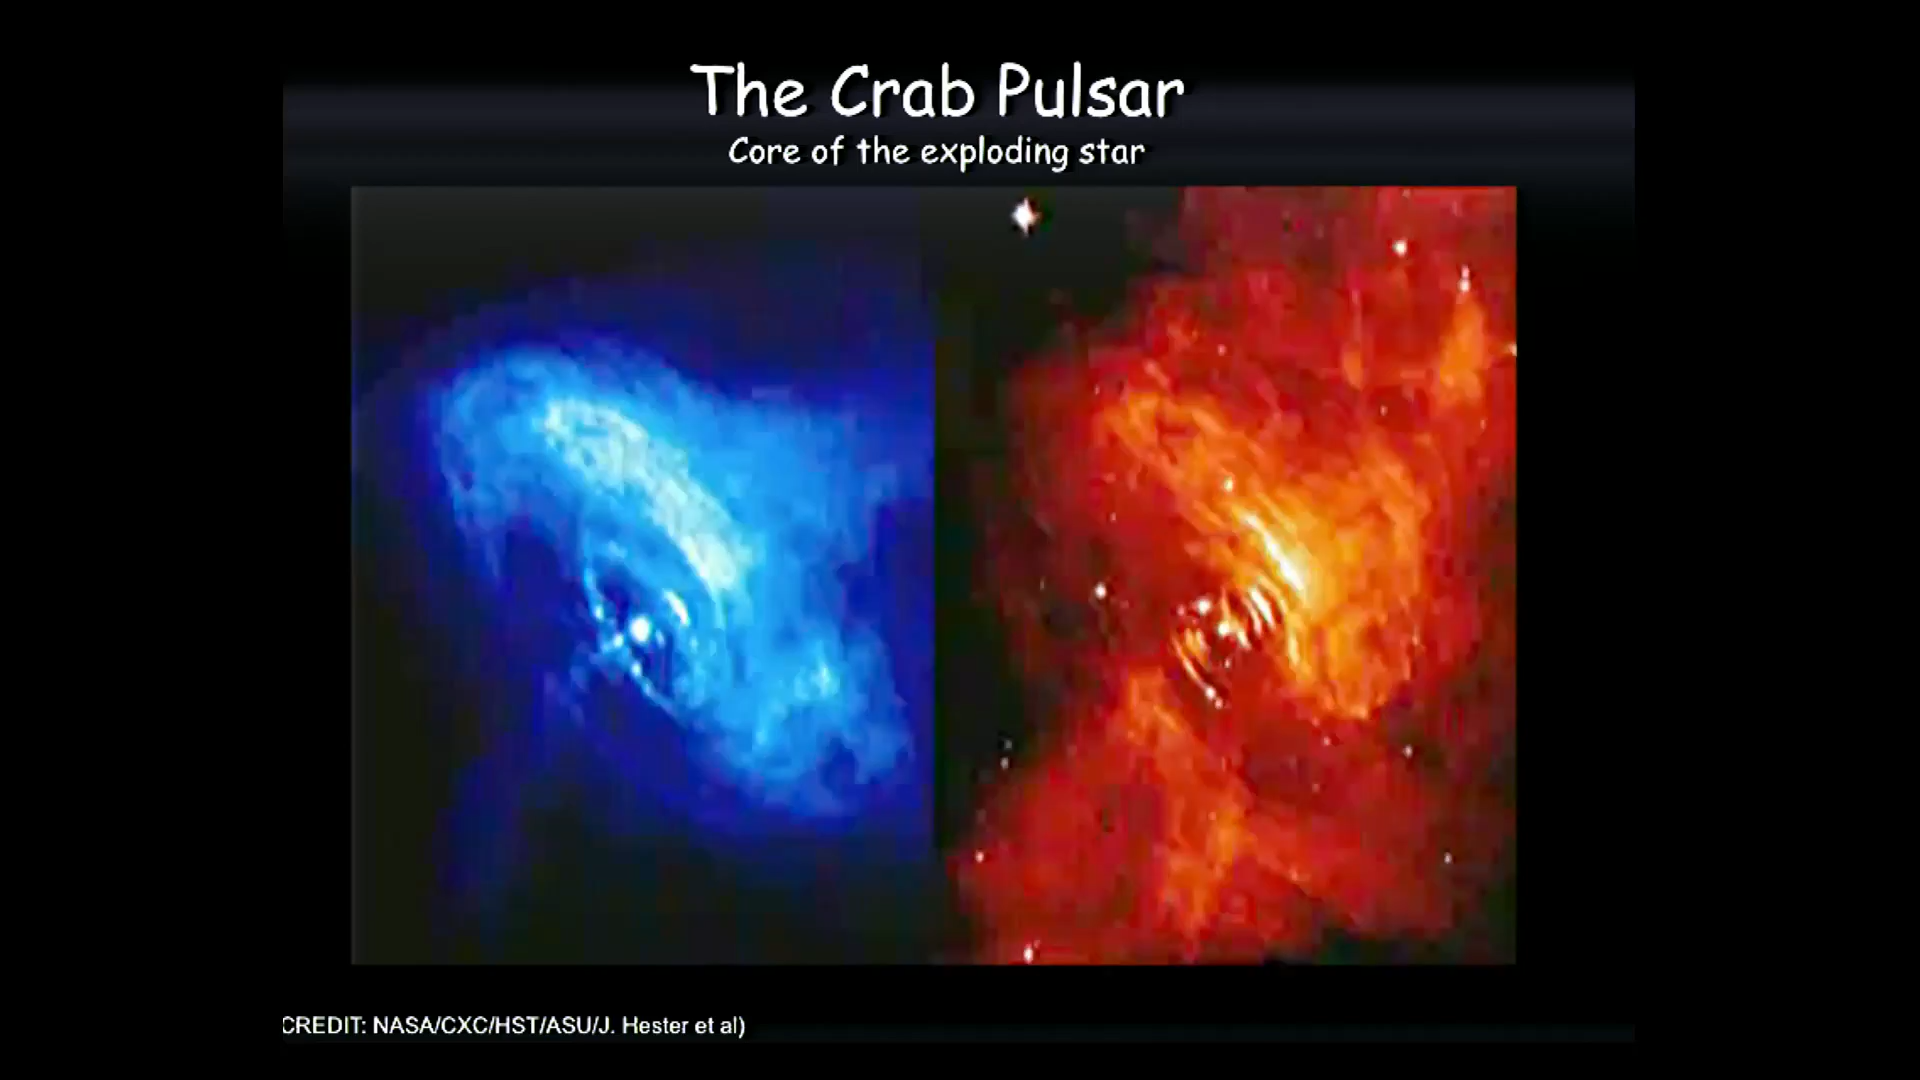 The Crab Pulsar
Core of the exploding star
CREDIT: NASA/CXC/HST/ASU/J. Hester et al)